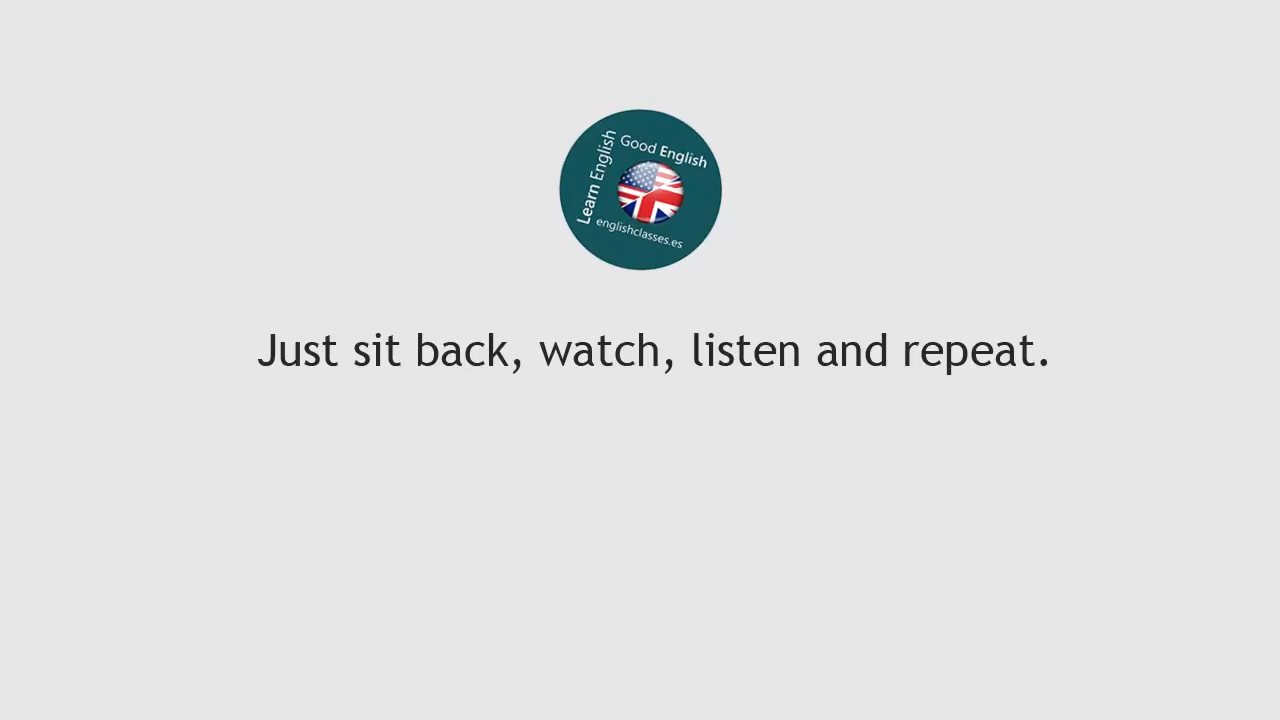 Learn English
Good English
englishclasses.es
Just sit back, watch, listen and repeat.